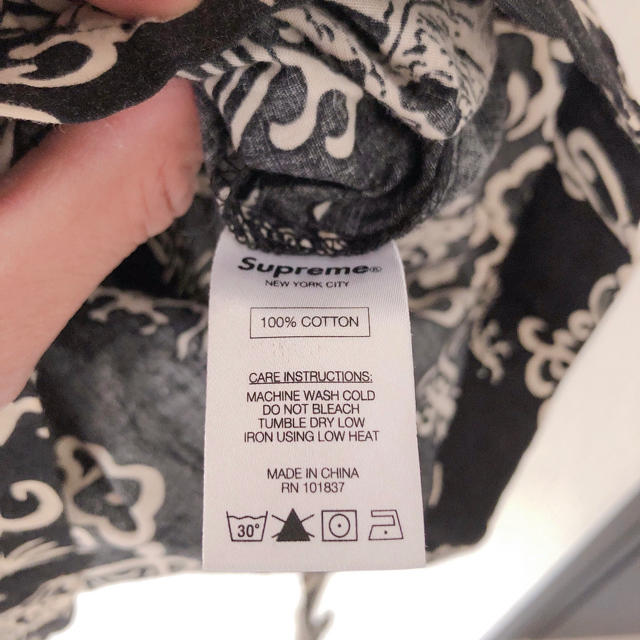 Supreme®
NEW YORK CITY
100% COTTON
CARE INSTRUCTIONS:
MACHINE WASH COLD
DO NOT BLEACH
TUMBLE DRY LOW
IRON USING LOW HEAT
MADE IN CHINA
RN 101837
30°